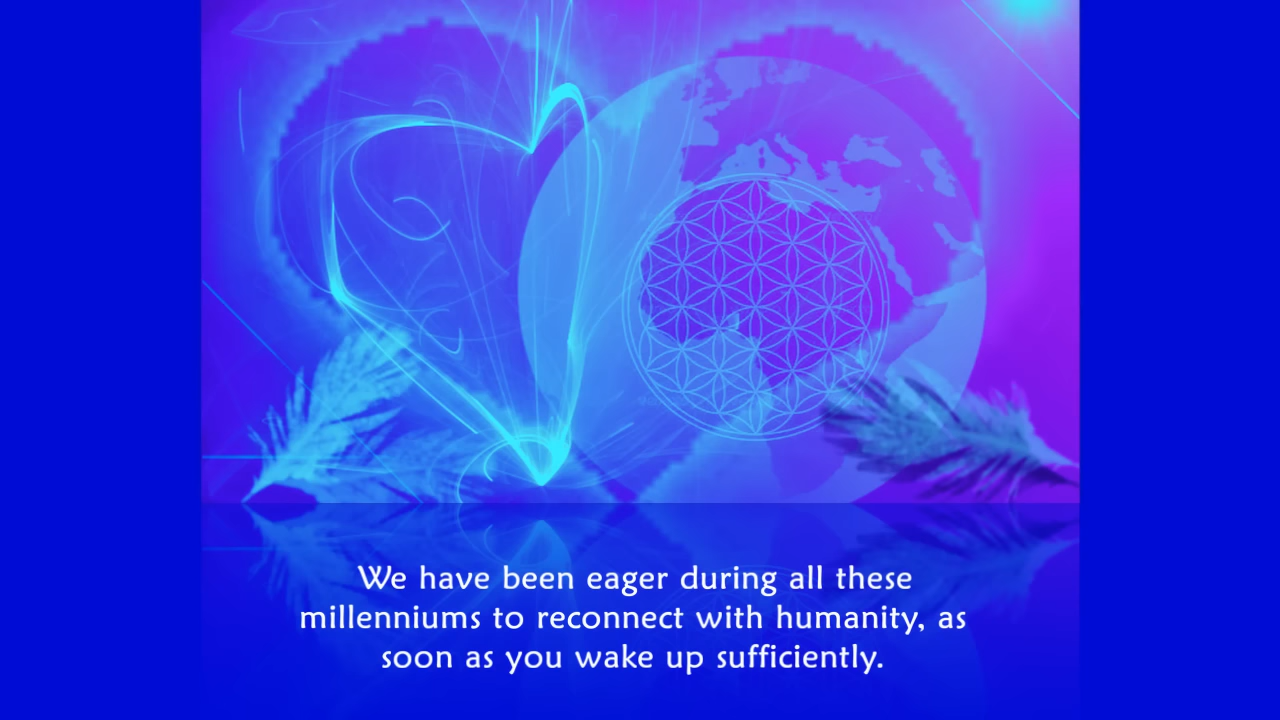 We have been eager during all these
millenniums to reconnect with humanity, as
soon as you wake up sufficiently.